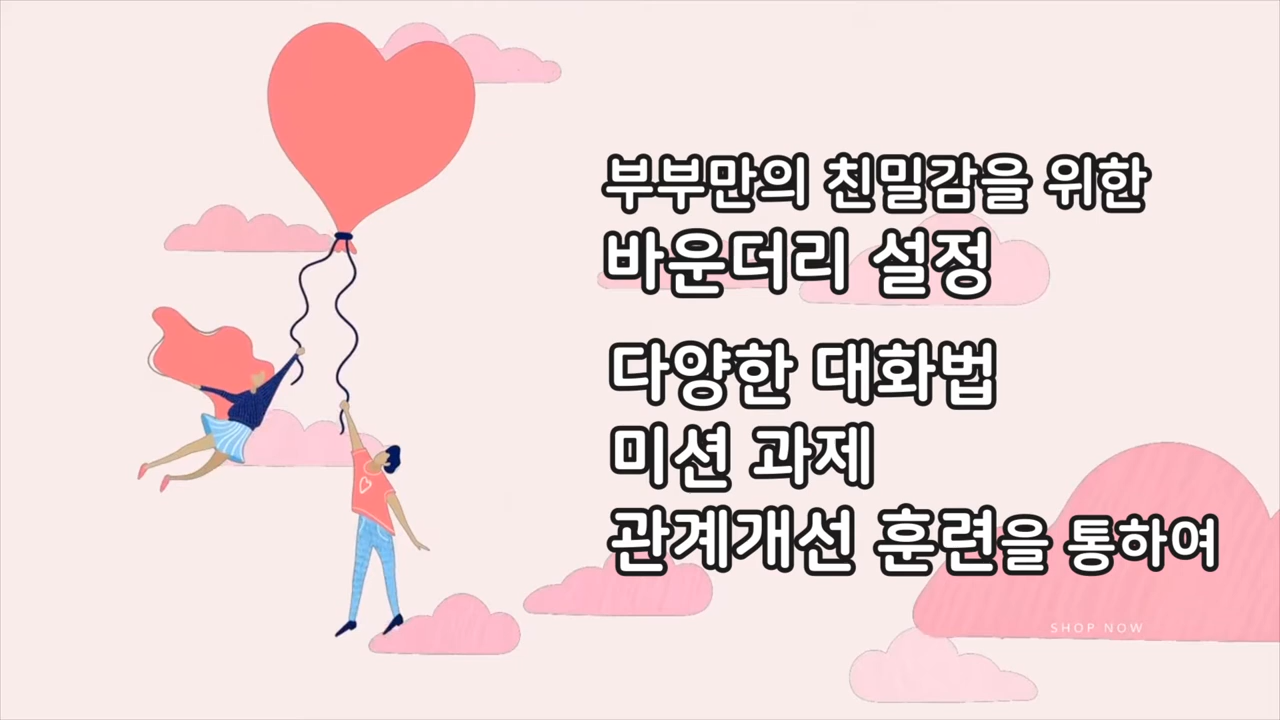 부부만의 친밀감을 위한
바운더리 설정
다양한 대화법
미션 과제
관계개선 훈련을 통하여
SHOP NOW